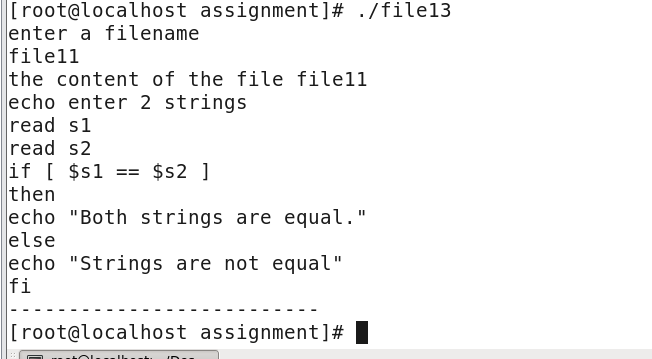 [root@localhost assignment]# ./file13
enter a filename
file11
the content of the file file11
echo enter 2 strings
read s1
read s2
if [ $s1 == $s2 ]
then
echo "Both strings are equal."
else
echo "Strings are not equal"
fi
--------------------------
[root@localhost assignment]#